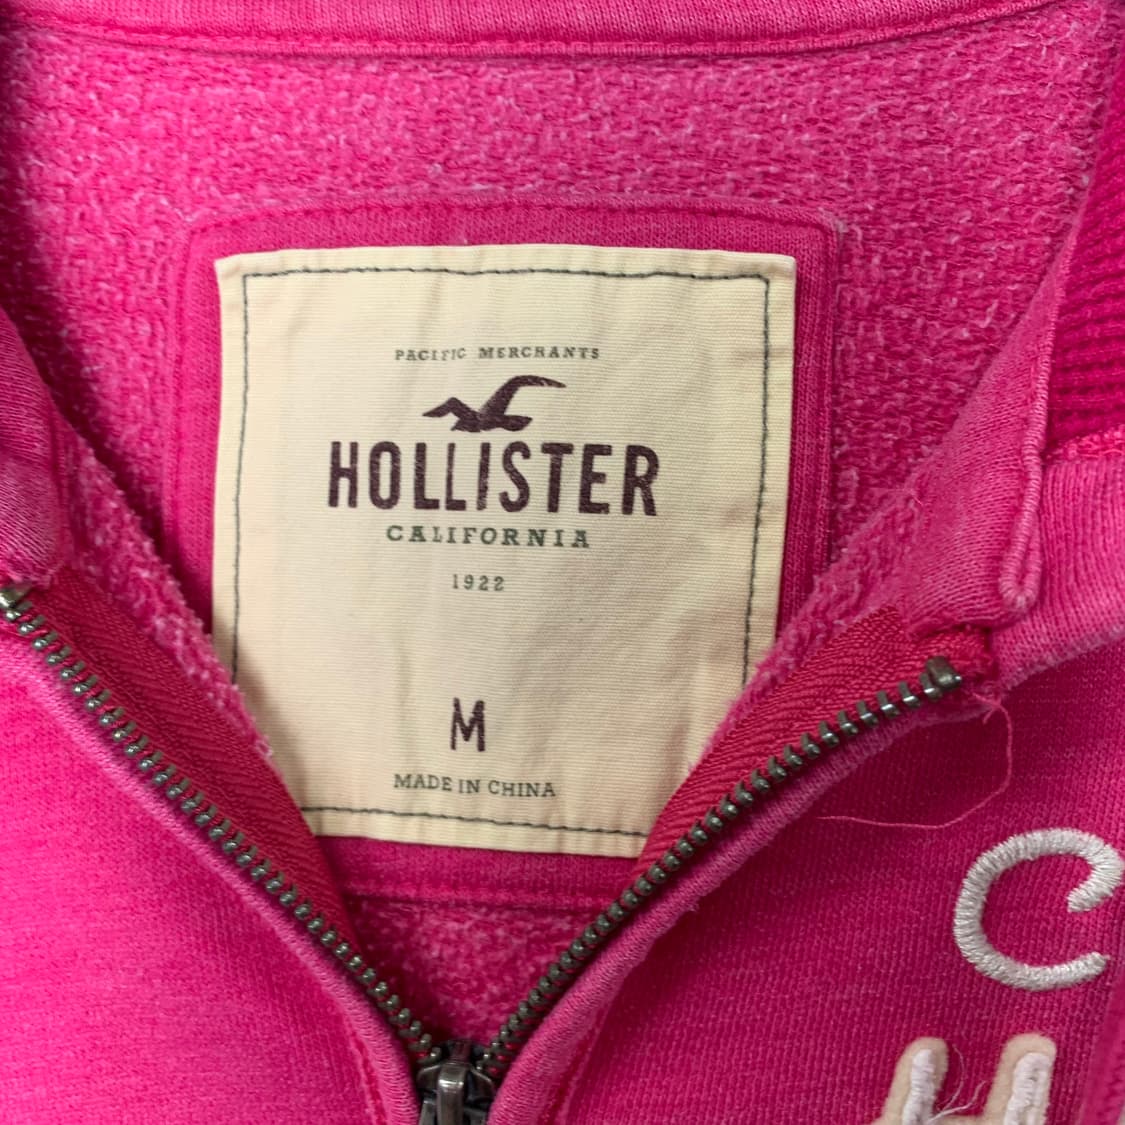 PACIFIC MERCHANTS
HOLLISTER
CALIFORNIA
1922
M
MADE IN CHINA
C
H